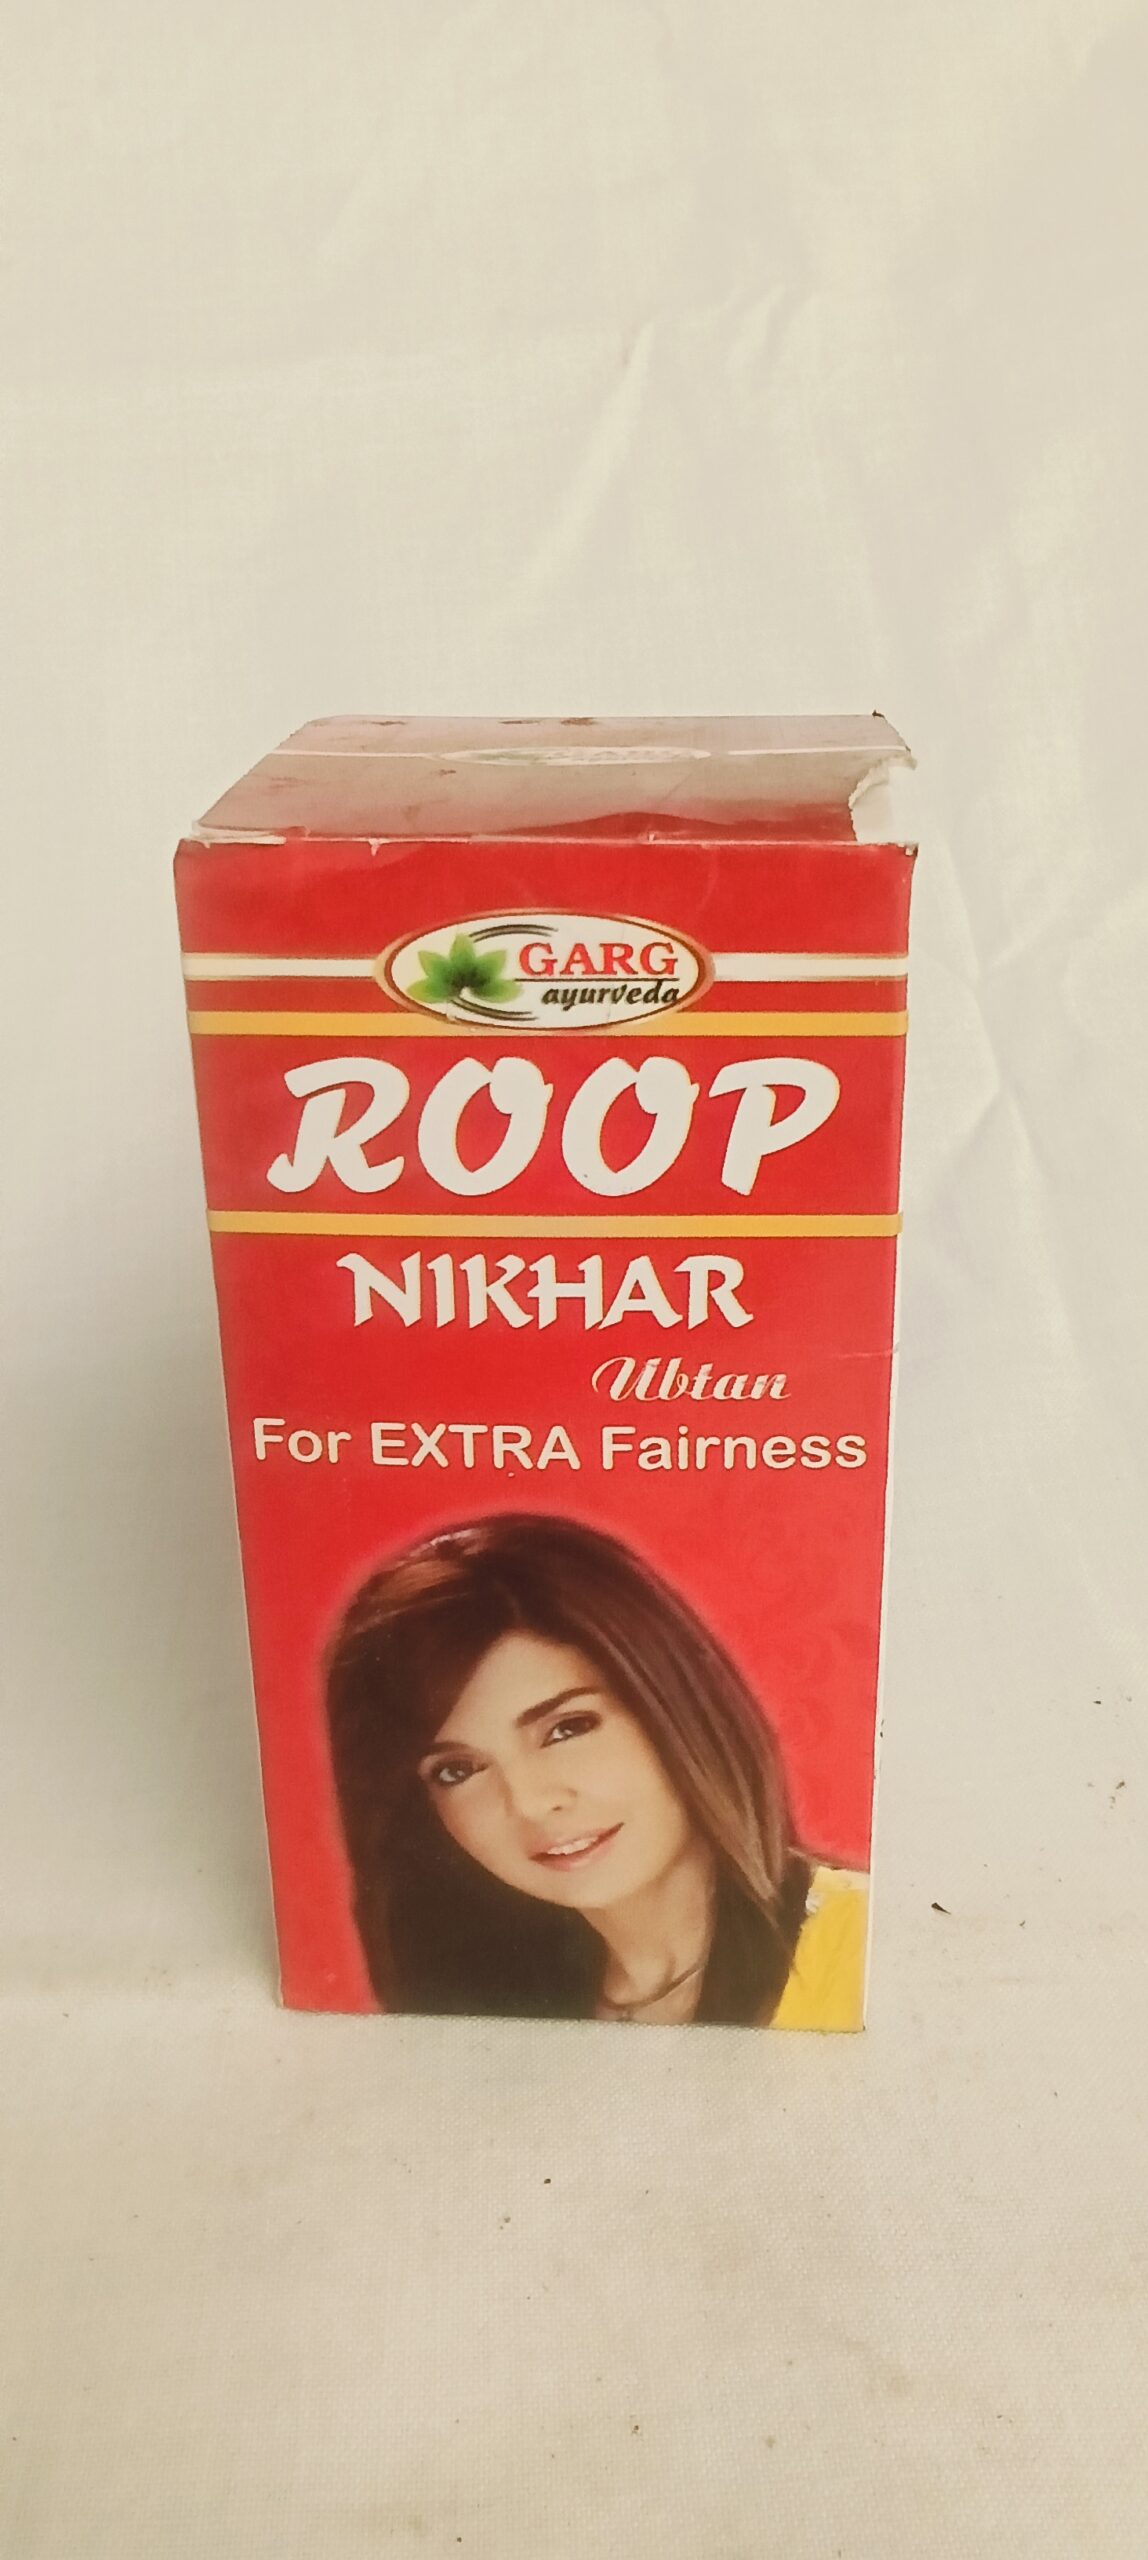 GARG
ayurveda
ROOP
NIKHAR
Ubtan
For EXTRA Fairness